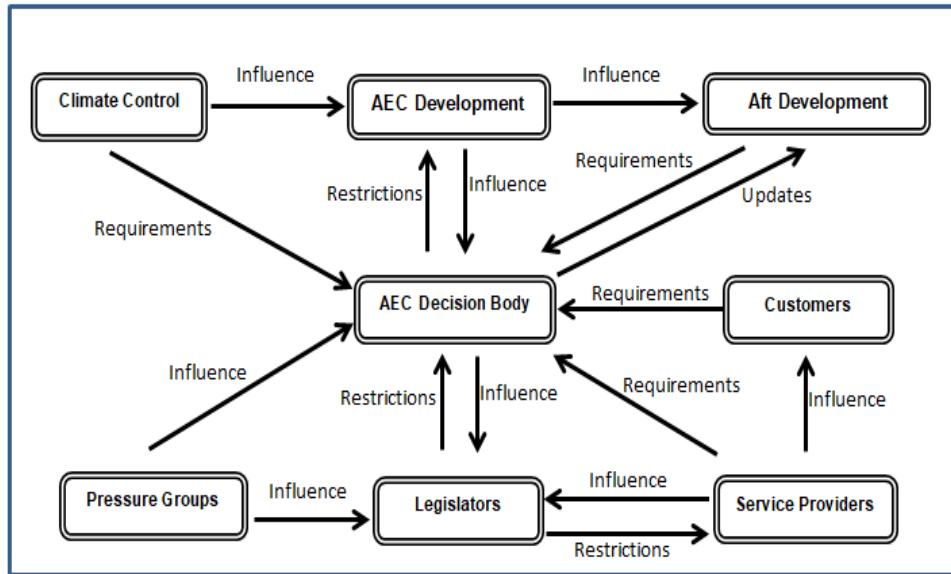 Influence
Influence
Climate Control
AEC Development
Aft Development
Restrictions
Influence
Requirements
Updates
Requirements
AEC Decision Body
Requirements
Customers
Influence
Restrictions
Influence
Requirements
Influence
Pressure Groups
Influence
Legislators
Influence
Service Providers
Restrictions